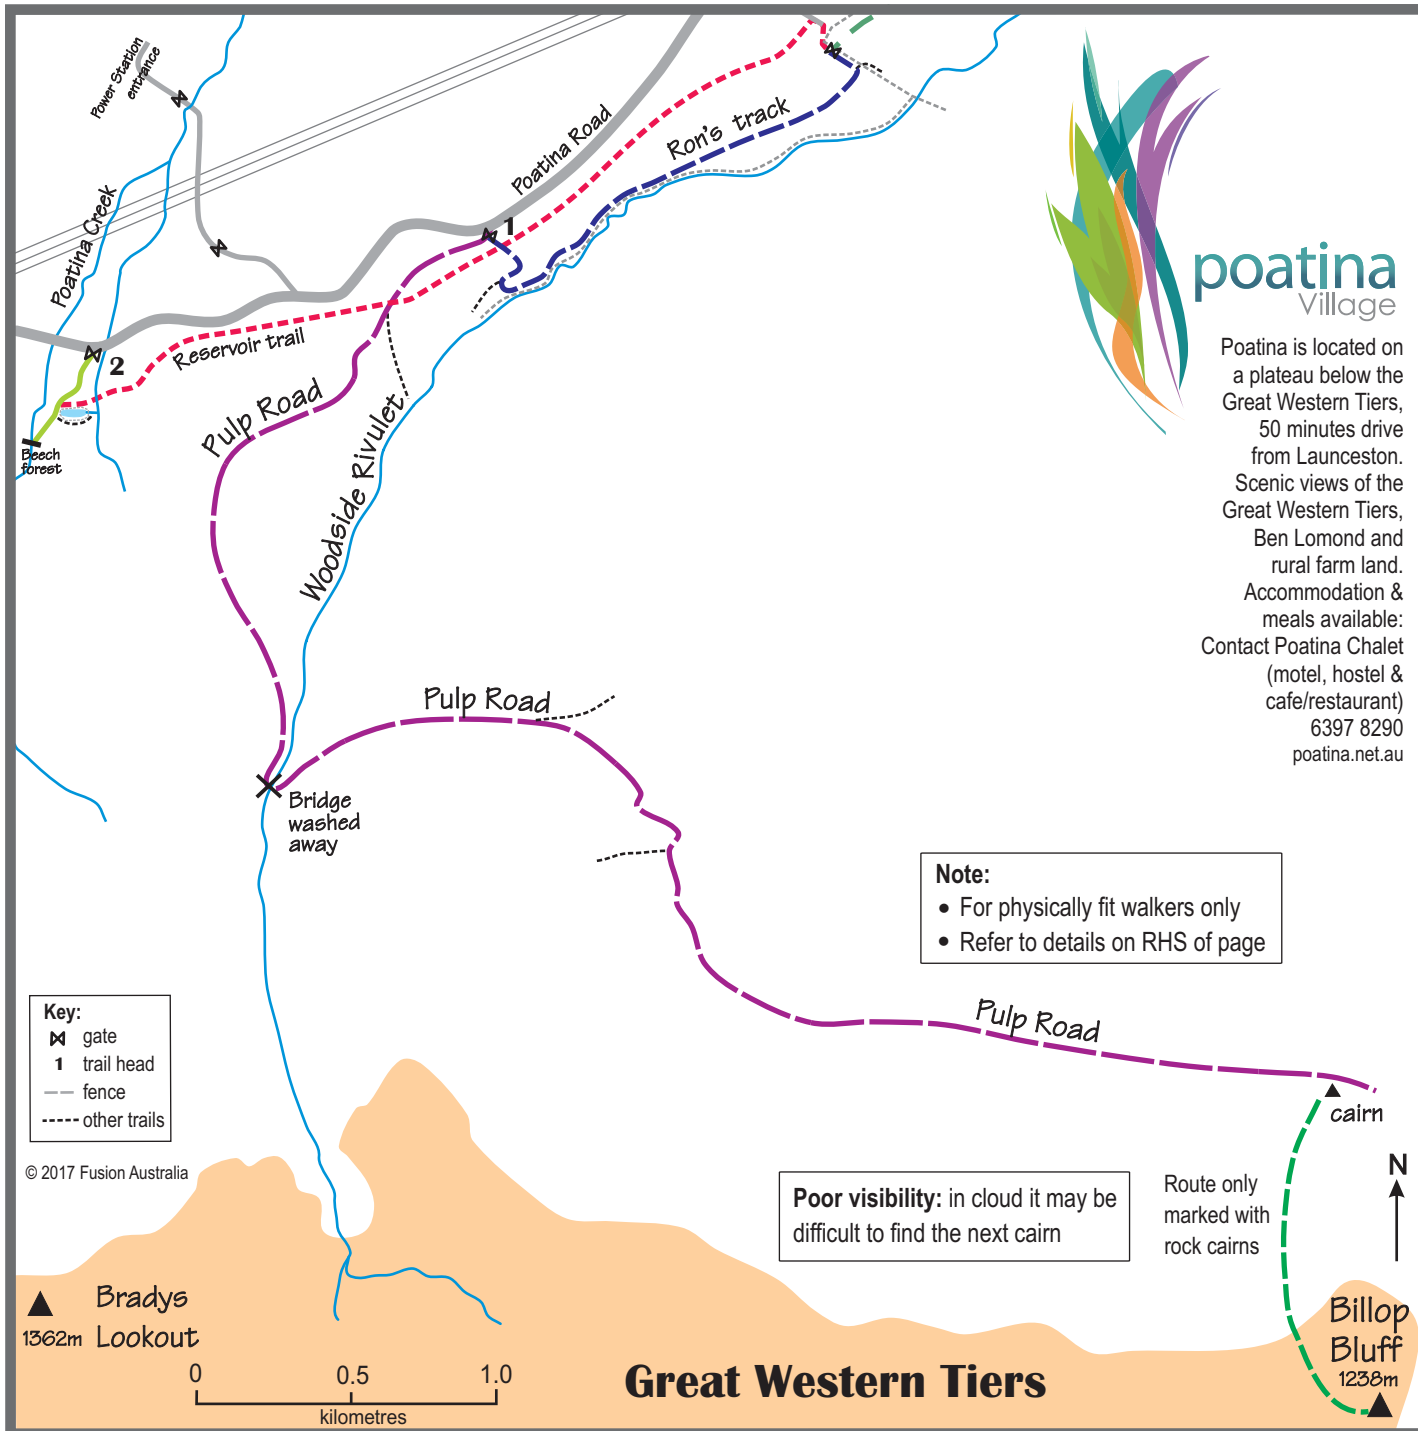 Power Station
entrance
Poatina Creek
Poatina Road
Ron's track
1
2
Reservoir trail
Pulp Road
Beech
forest
Woodside Rivulet
Pulp Road
Bridge
washed
away
poatina
Village
Poatina is located on
a plateau below the
Great Western Tiers,
50 minutes drive
from Launceston.
Scenic views of the
Great Western Tiers,
Ben Lomond and
rural farm land.
Accommodation &
meals available:
Contact Poatina Chalet
(motel, hostel &
cafe/restaurant)
6397 8290
poatina.net.au
Note:
• For physically fit walkers only
• Refer to details on RHS of page
Pulp Road
cairn
Key:
gate
1 trail head
fence
other trails
© 2017 Fusion Australia
Poor visibility: in cloud it may be
difficult to find the next cairn
Route only
marked with
rock cairns
N
Bradys
Lookout
1362m
Billop
Bluff
1238m
0 0.5 1.0
kilometres
Great Western Tiers